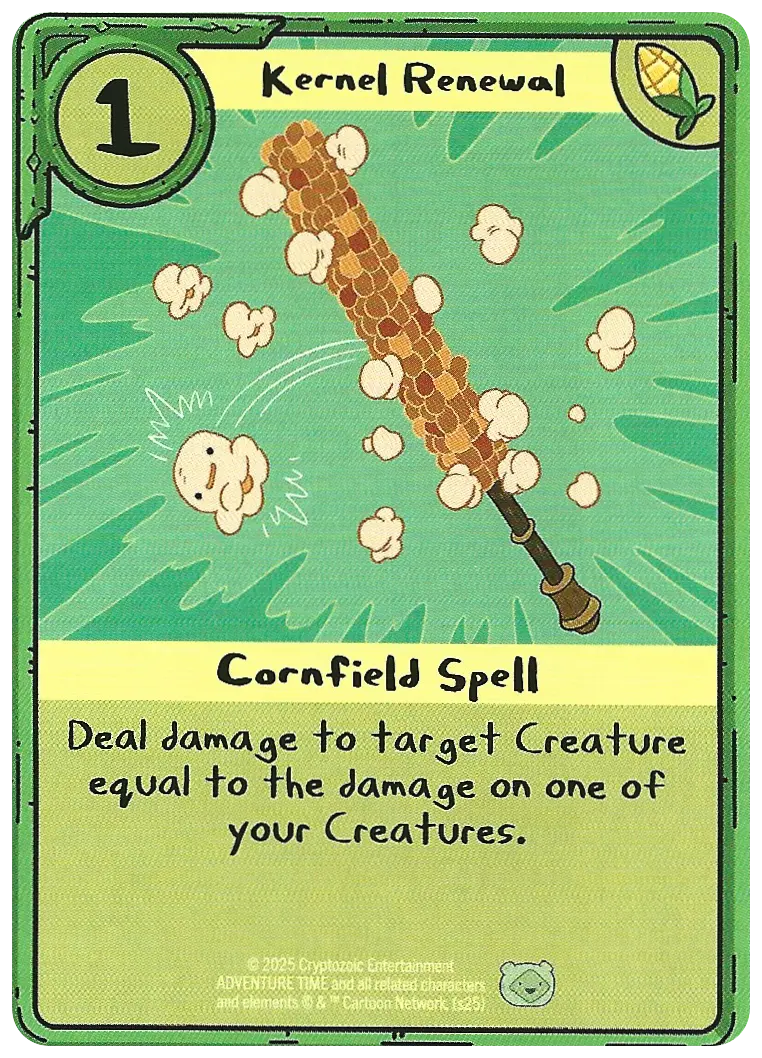 1
Kernel Renewal
Cornfield Spell
Deal damage to target Creature
equal to the damage on one of
your Creatures.
© 2025 Cryptozoic Entertainment
ADVENTURE TIME and all related characters
and elements © & ™ Cartoon Network. (s25)